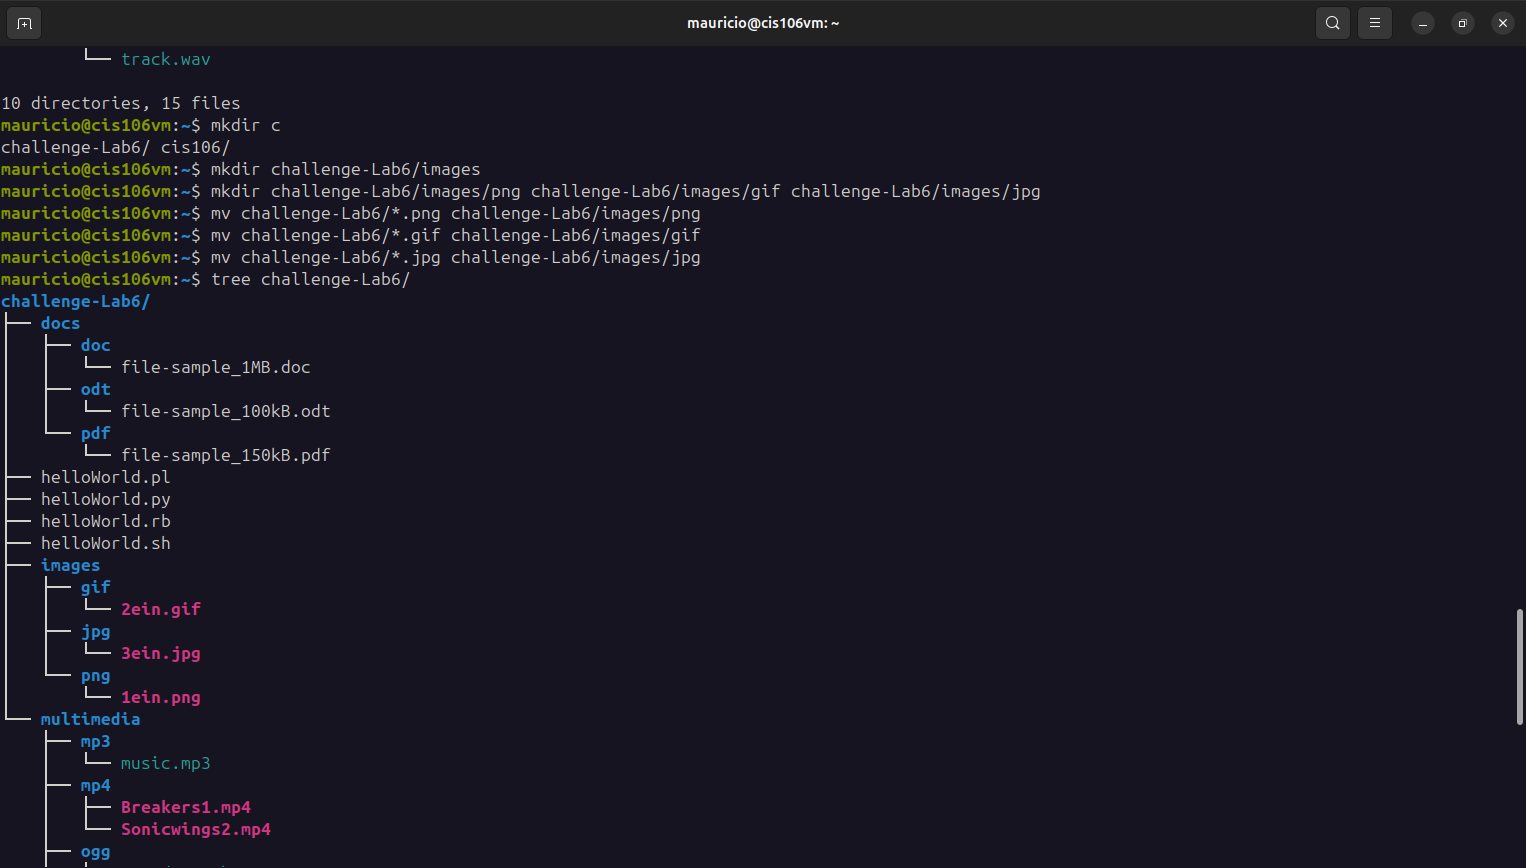 mauricio@cis106vm: ~
└── track.wav
10 directories, 15 files
mauricio@cis106vm:~$ mkdir c
challenge-Lab6/ cis106/
mauricio@cis106vm:~$ mkdir challenge-Lab6/images
mauricio@cis106vm:~$ mkdir challenge-Lab6/images/png challenge-Lab6/images/gif challenge-Lab6/images/jpg
mauricio@cis106vm:~$ mv challenge-Lab6/*.png challenge-Lab6/images/png
mauricio@cis106vm:~$ mv challenge-Lab6/*.gif challenge-Lab6/images/gif
mauricio@cis106vm:~$ mv challenge-Lab6/*.jpg challenge-Lab6/images/jpg
mauricio@cis106vm:~$ tree challenge-Lab6/
challenge-Lab6/
├── docs
│   ├── doc
│   │   └── file-sample_1MB.doc
│   ├── odt
│   │   └── file-sample_100kB.odt
│   └── pdf
│       └── file-sample_150kB.pdf
├── helloWorld.pl
├── helloWorld.py
├── helloWorld.rb
├── helloWorld.sh
├── images
│   ├── gif
│   │   └── 2ein.gif
│   ├── jpg
│   │   └── 3ein.jpg
│   └── png
│       └── 1ein.png
└── multimedia
    ├── mp3
    │   └── music.mp3
    ├── mp4
    │   ├── Breakers1.mp4
    │   └── Sonicwings2.mp4
    ├── ogg